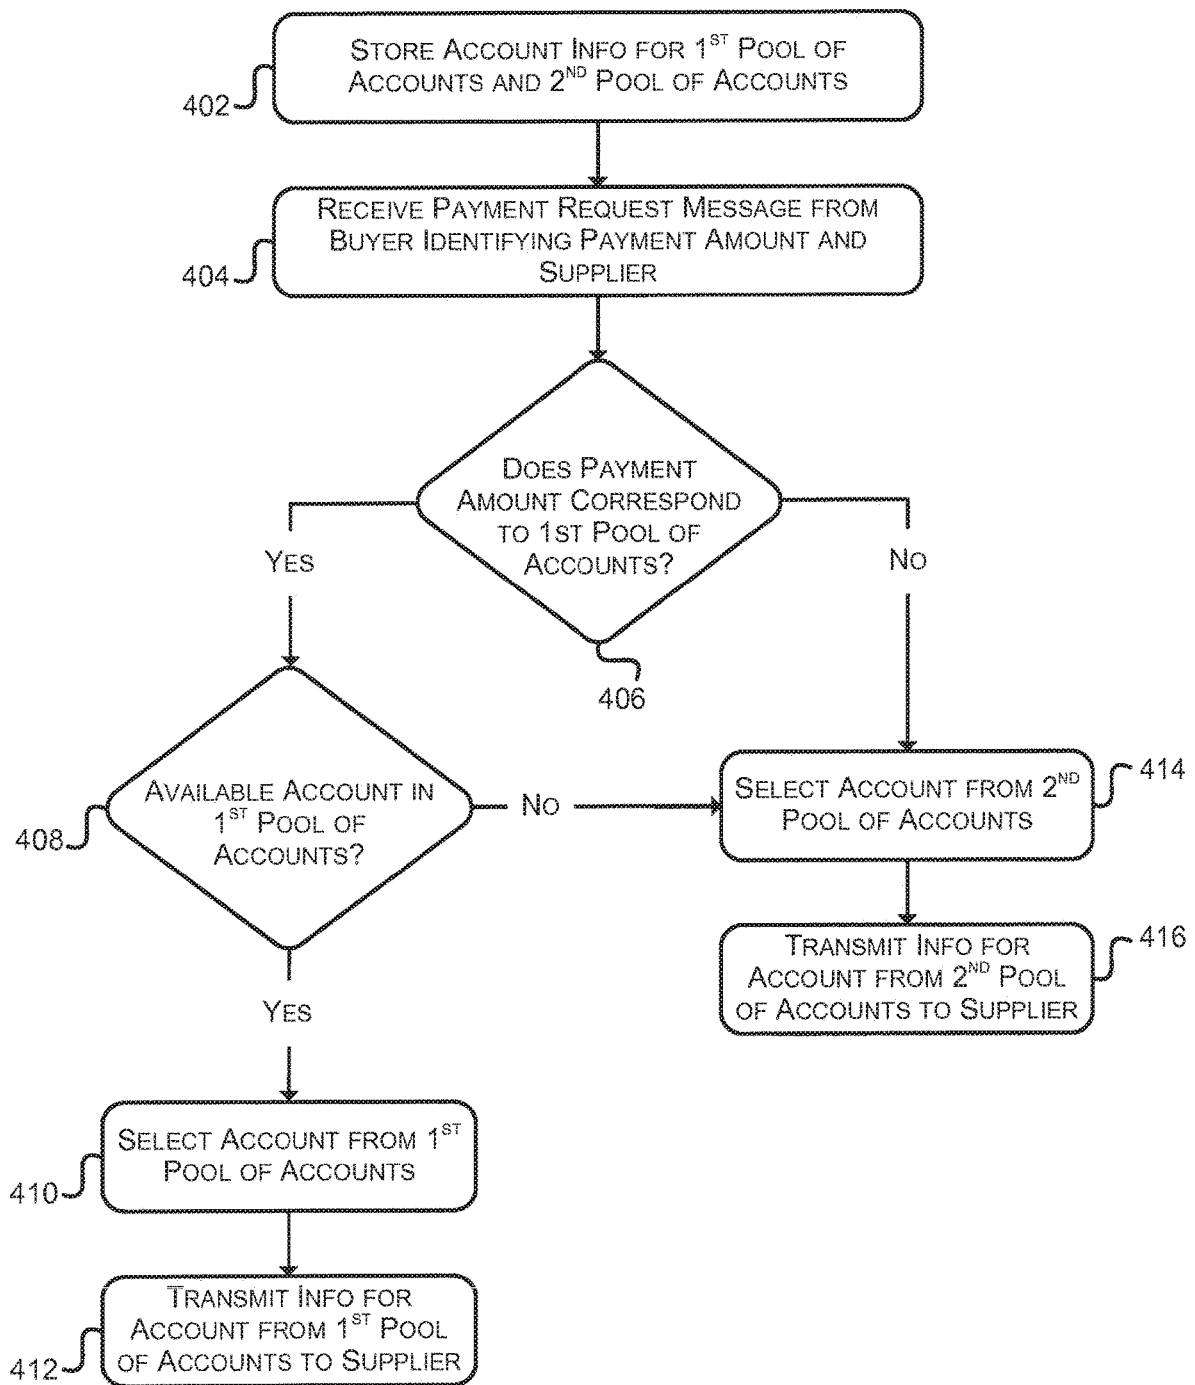 STORE ACCOUNT INFO FOR 1ST POOL OF
ACCOUNTS AND 2ND POOL OF ACCOUNTS
402
RECEIVE PAYMENT REQUEST MESSAGE FROM
BUYER IDENTIFYING PAYMENT AMOUNT AND
SUPPLIER
404
DOES PAYMENT
AMOUNT CORRESPOND
TO 1ST POOL OF
ACCOUNTS?
YES
NO
406
AVAILABLE ACCOUNT IN
1ST POOL OF
ACCOUNTS?
408
NO
SELECT ACCOUNT FROM 2ND
POOL OF ACCOUNTS
414
TRANSMIT INFO FOR
ACCOUNT FROM 2ND POOL
OF ACCOUNTS TO SUPPLIER
416
YES
SELECT ACCOUNT FROM 1ST
POOL OF ACCOUNTS
410
TRANSMIT INFO FOR
ACCOUNT FROM 1ST POOL
OF ACCOUNTS TO SUPPLIER
412